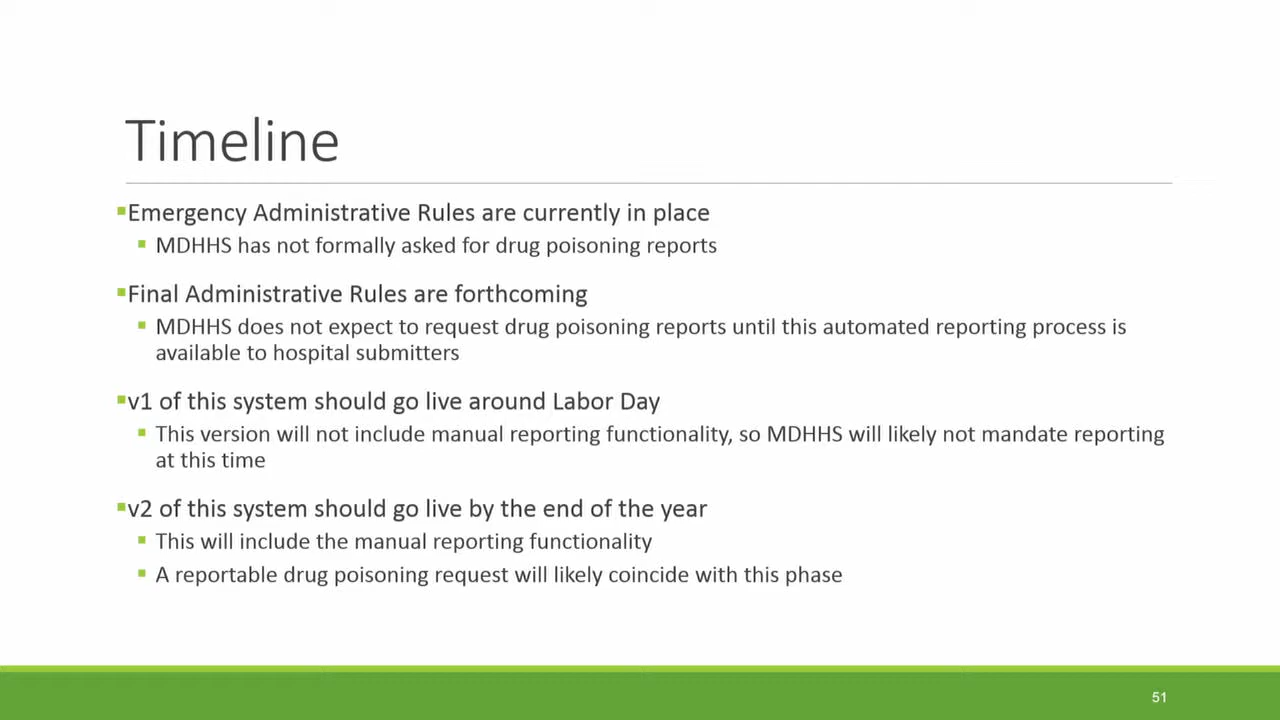 Timeline
Emergency Administrative Rules are currently in place
MDHHS has not formally asked for drug poisoning reports
Final Administrative Rules are forthcoming
MDHHS does not expect to request drug poisoning reports until this automated reporting process is
available to hospital submitters
v1 of this system should go live around Labor Day
This version will not include manual reporting functionality, so MDHHS will likely not mandate reporting
at this time
v2 of this system should go live by the end of the year
This will include the manual reporting functionality
A reportable drug poisoning request will likely coincide with this phase
51